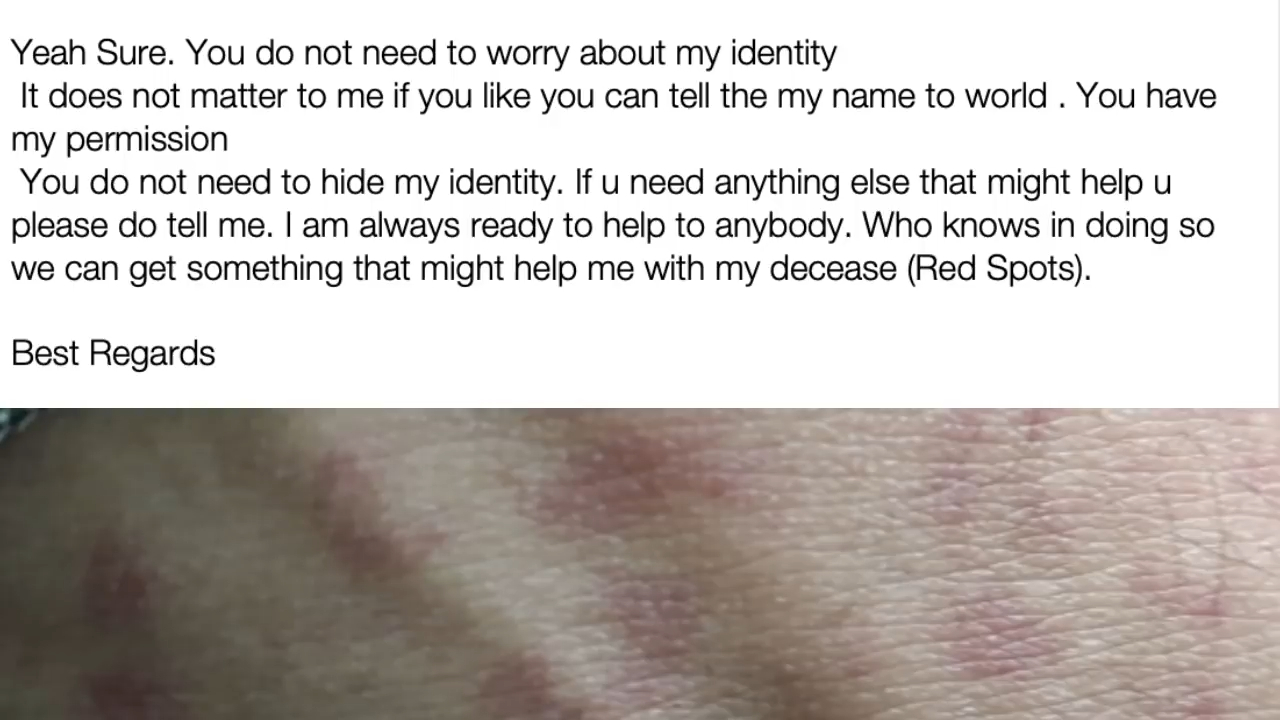 Yeah Sure. You do not need to worry about my identity
It does not matter to me if you like you can tell the my name to world . You have
my permission
You do not need to hide my identity. If u need anything else that might help u
please do tell me. I am always ready to help to anybody. Who knows in doing so
we can get something that might help me with my decease (Red Spots).
Best Regards